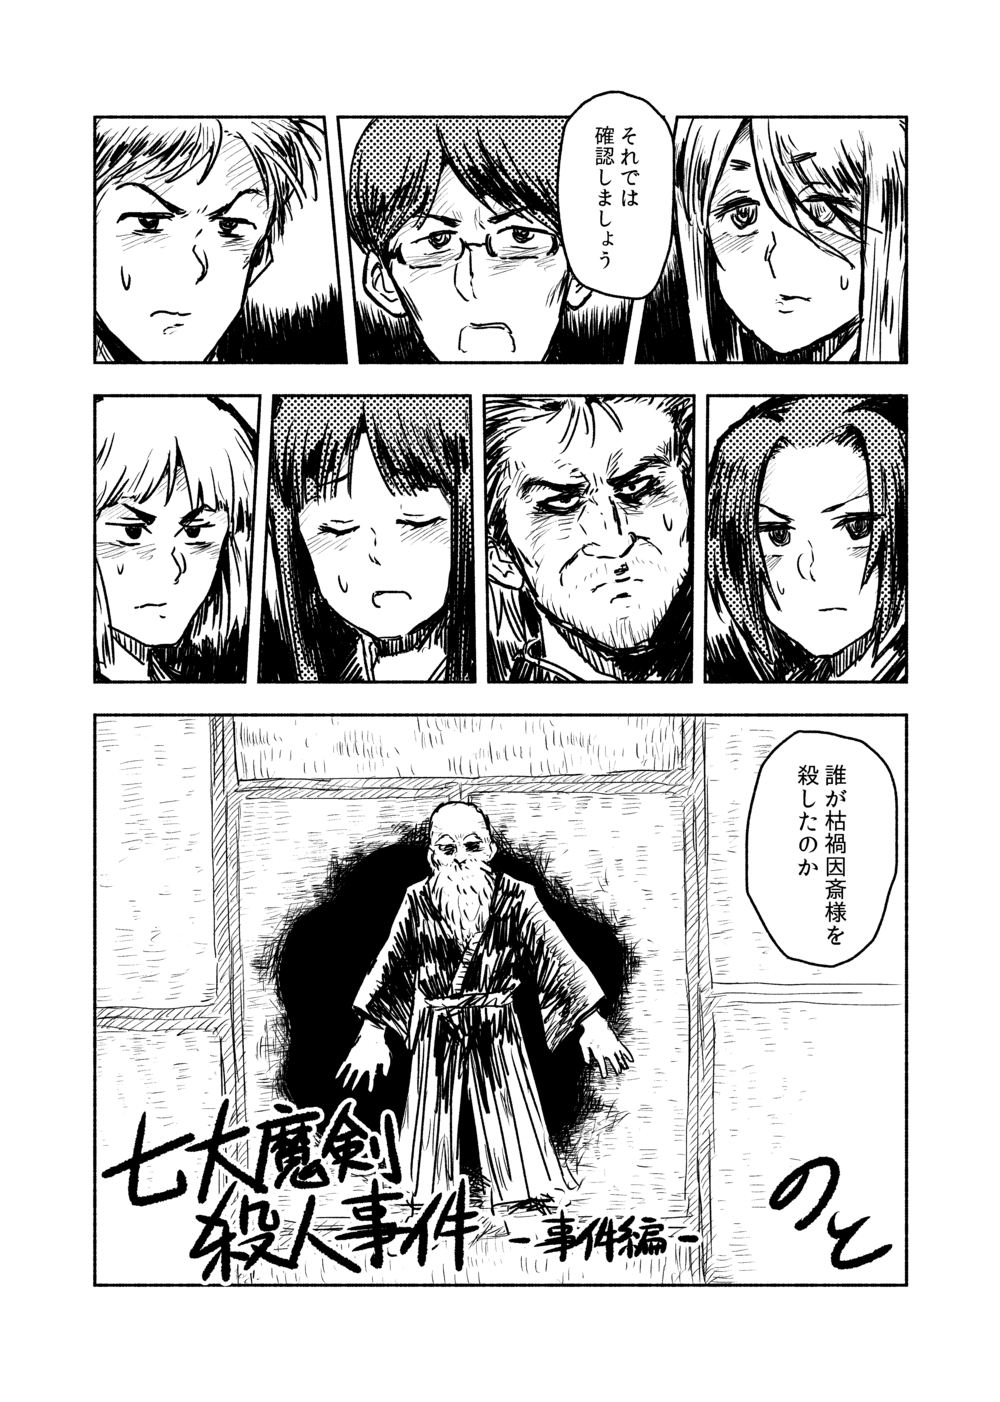 それでは
確認しましょう
誰が枯禍因斎様を
殺したのか
七大魔剣
殺人事件
-事件編-
のと